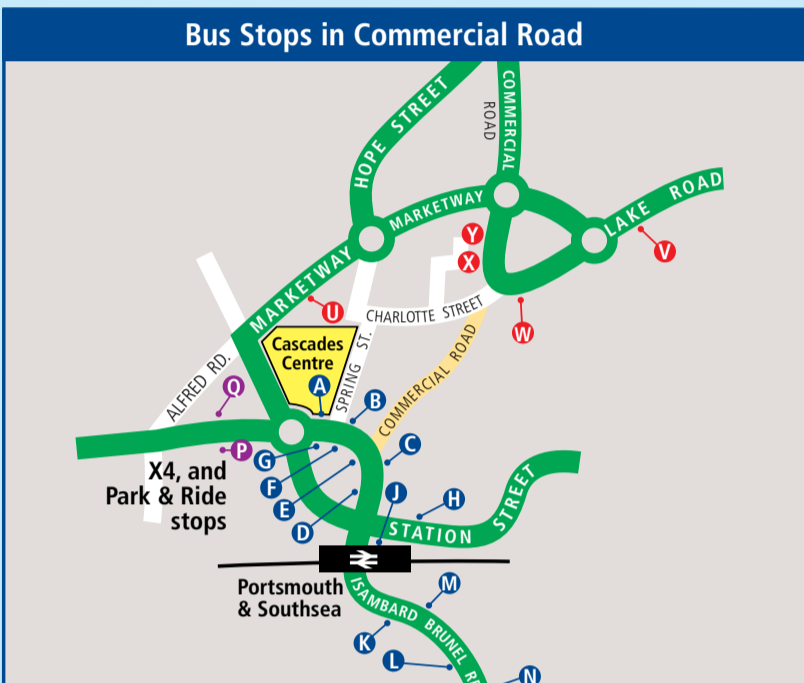 Bus Stops in Commercial Road
HOPE STREET
COMMERCIAL
ROAD
MARKETWAY
LAKE ROAD
Y
X
V
MARKETWAY
U
CHARLOTTE STREET
W
Cascades
Centre
SPRING ST.
ALFRED RD.
COMMERCIAL ROAD
A
Q
B
P
G
C
X4, and
Park & Ride
stops
F
E
J
H
D
STATION STREET
Portsmouth
& Southsea
ISAMBARD BRUNEL
M
K
L
N